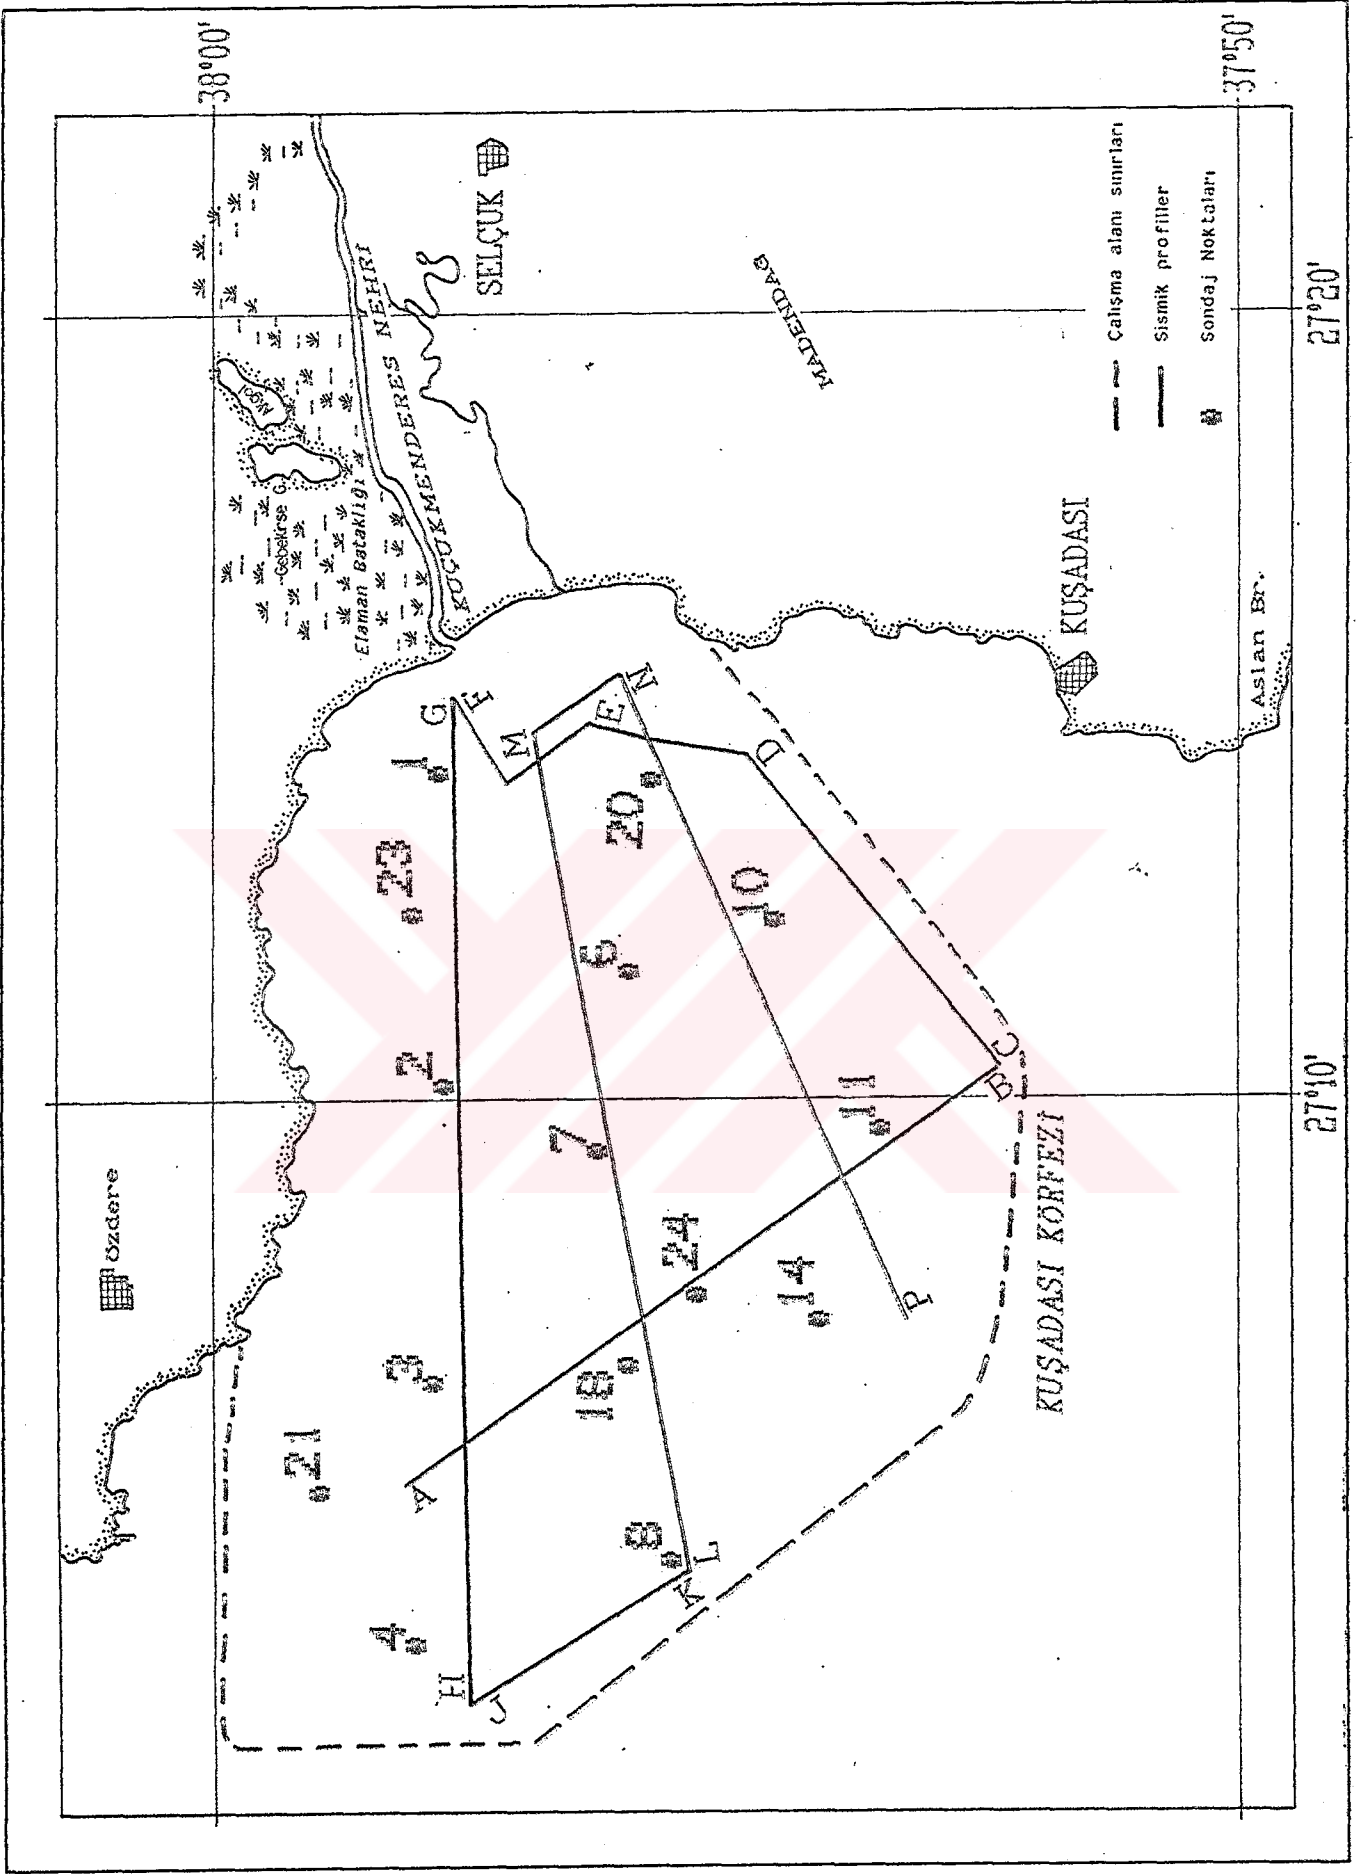 38°00'
37°50'
27°20'
27°10'
Özdere
Gebekirse G.
Elaman Bataklığı
KÜÇÜKMENDERES NEHRİ
SELÇUK
MADENDAĞ
KUŞADASI
Aslan Br.
KUŞADASI KÖRFEZİ
21
4
3
2
23
1
8
18
24
7
6
20
14
11
10
H
J
A
K
L
G
F
M
E
N
D
P
B
C
Çalışma alanı sınırları
Sismik profiller
Sondaj Noktaları